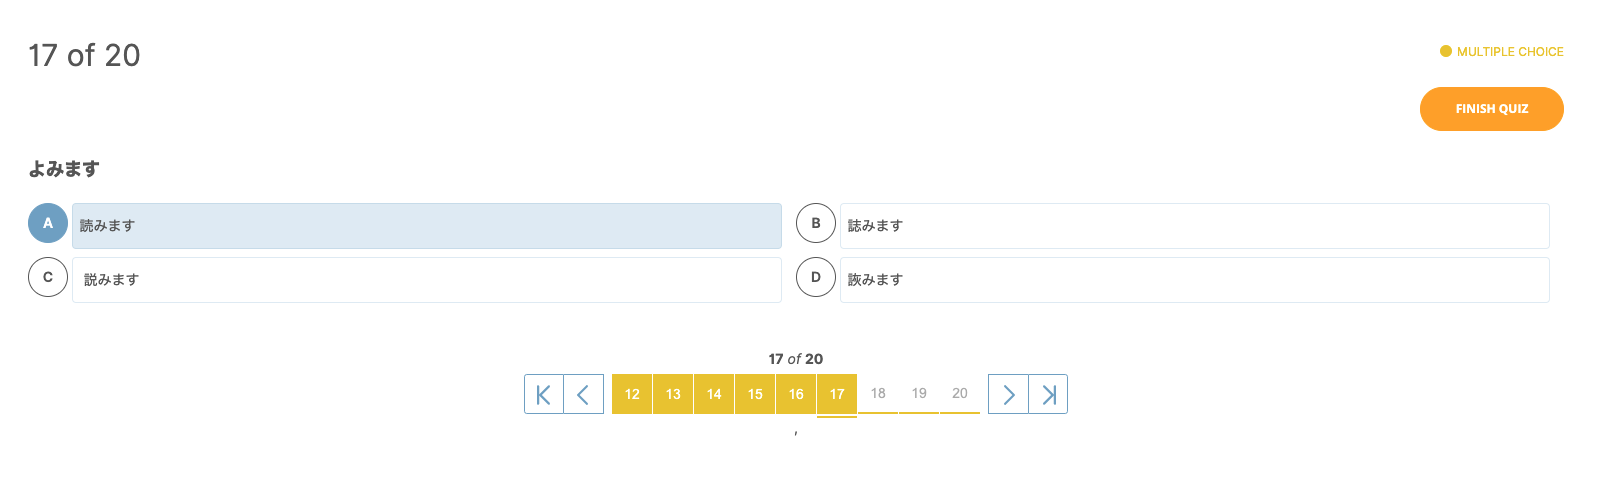 17 of 20
MULTIPLE CHOICE
FINISH QUIZ
よみます
A 読みます
B 誌みます
C 説みます
D 詼みます
17 of 20
12 13 14 15 16 17 18 19 20
,